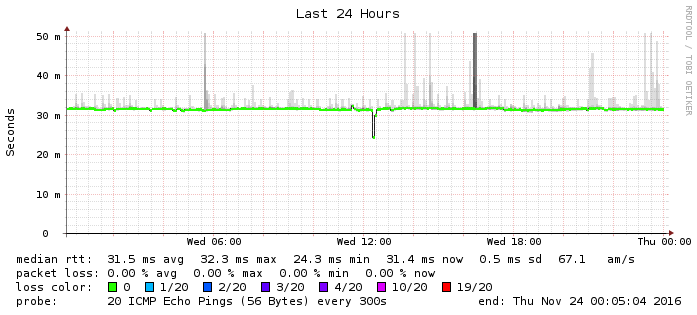 Last 24 Hours
RRDTOOL / TOBI OETIKER
Seconds
50 m
40 m
30 m
20 m
10 m
0
Wed 06:00 Wed 12:00 Wed 18:00 Thu 00:00
median rtt: 31.5 ms avg 32.3 ms max 24.3 ms min 31.4 ms now 0.5 ms sd 67.1 am/s
packet loss: 0.00 % avg 0.00 % max 0.00 % min 0.00 % now
loss color: 0 1/20 2/20 3/20 4/20 10/20 19/20
probe: 20 ICMP Echo Pings (56 Bytes) every 300s end: Thu Nov 24 00:05:04 2016